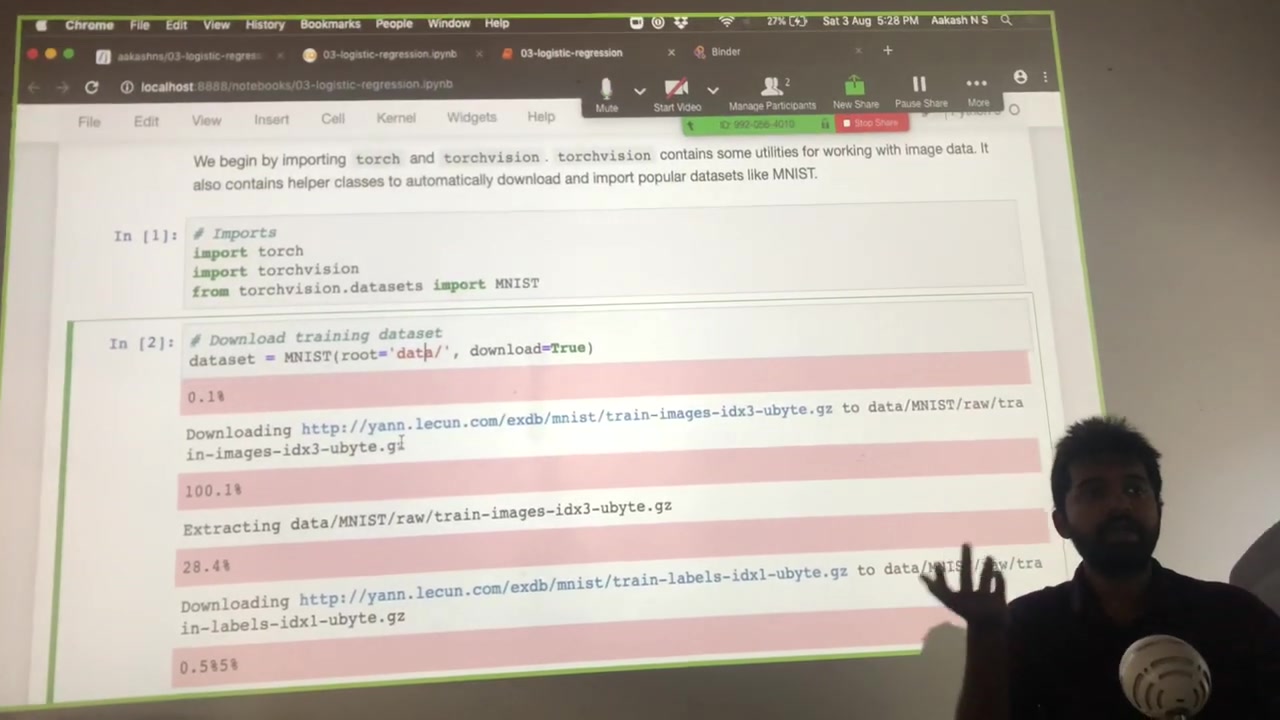 Chrome File Edit View History Bookmarks People Window Help 27% Sat 3 Aug 5:28 PM Aakash N S
aakashns/03-logistic-regress 03-logistic-regression.ipynb 03-logistic-regression Binder
localhost:8888/notebooks/03-logistic-regression.ipynb
Mute Start Video 2 Manage Participants New Share Pause Share More
File Edit View Insert Cell Kernel Widgets Help
Stop Share
We begin by importing torch and torchvision. torchvision contains some utilities for working with image data. It
also contains helper classes to automatically download and import popular datasets like MNIST.
In [1]: # Imports
import torch
import torchvision
from torchvision.datasets import MNIST
In [2]: # Download training dataset
dataset = MNIST(root='data/', download=True)
0.1%
Downloading http://yann.lecun.com/exdb/mnist/train-images-idx3-ubyte.gz to data/MNIST/raw/tra
in-images-idx3-ubyte.gz
100.1%
Extracting data/MNIST/raw/train-images-idx3-ubyte.gz
28.4%
Downloading http://yann.lecun.com/exdb/mnist/train-labels-idx1-ubyte.gz to data/MNIST/raw/tra
in-labels-idx1-ubyte.gz
0.5%5%